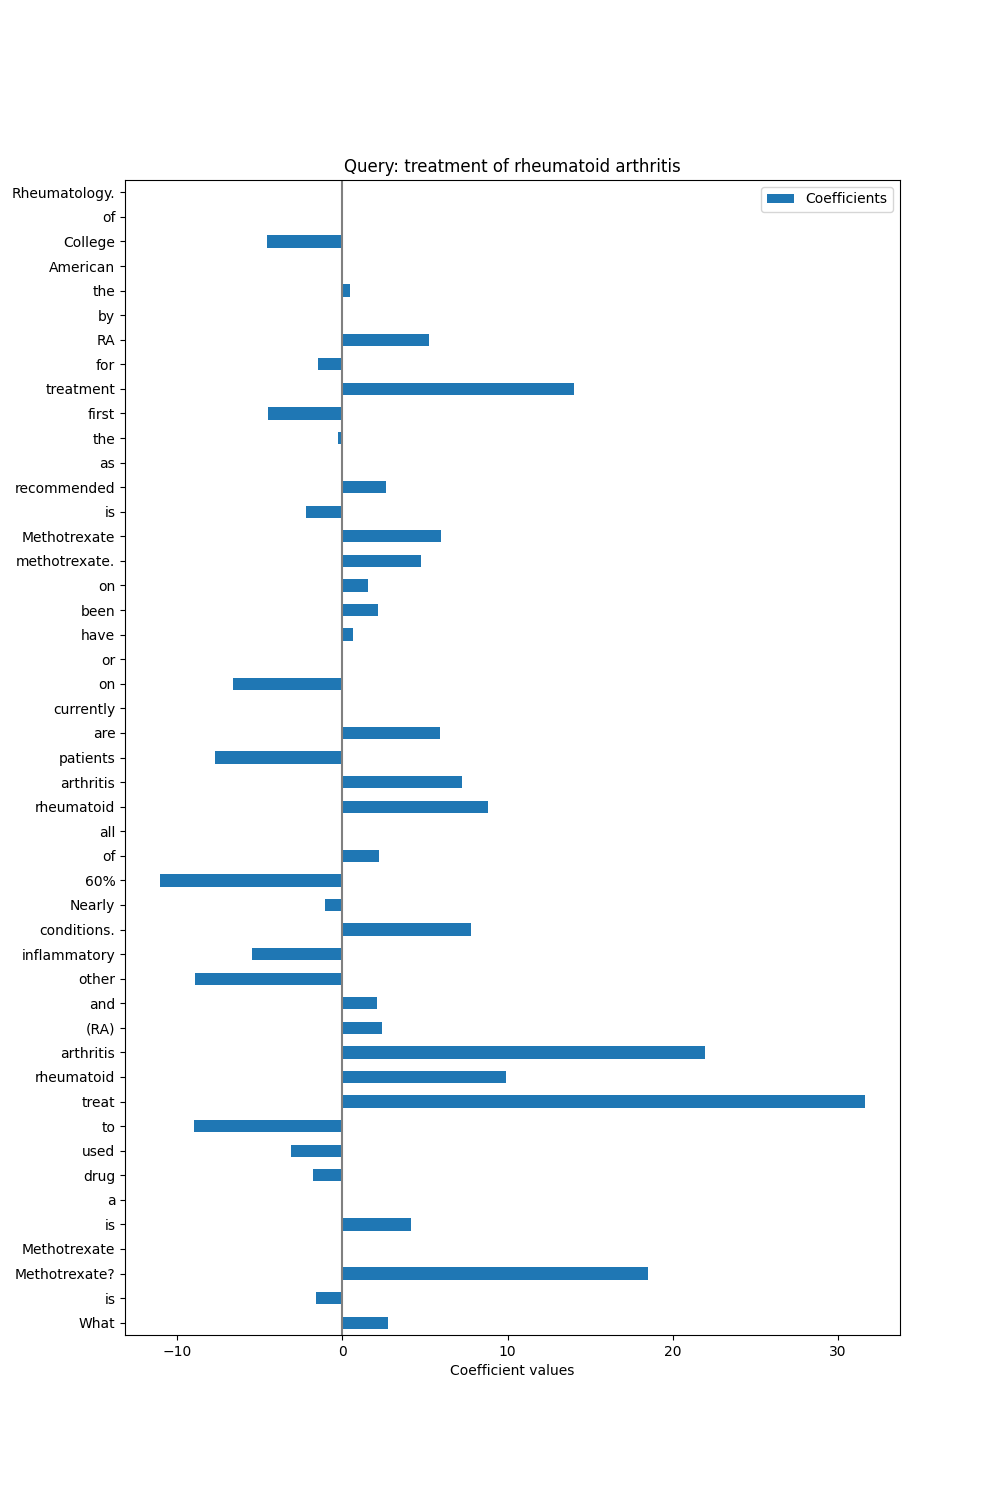 Query: treatment of rheumatoid arthritis
Coefficients
Rheumatology.
of
College
American
the
by
RA
for
treatment
first
the
as
recommended
is
Methotrexate
methotrexate.
on
been
have
or
on
currently
are
patients
arthritis
rheumatoid
all
of
60%
Nearly
conditions.
inflammatory
other
and
(RA)
arthritis
rheumatoid
treat
to
used
drug
a
is
Methotrexate
Methotrexate?
is
What
−10 0 10 20 30
Coefficient values